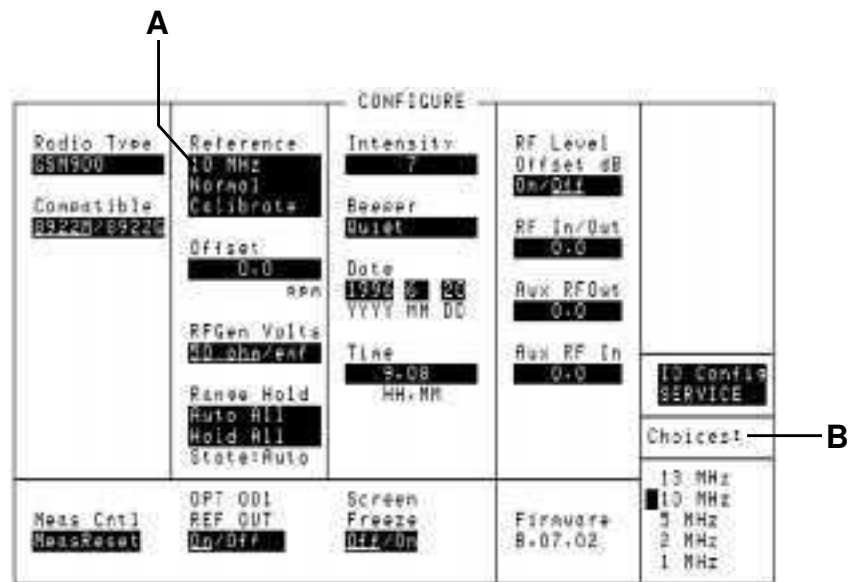 A
CONFIGURE
Radio Type
GSM900
Compatible
8922M/8922G
Reference
10 MHz
Normal
Calibrate
Offset
0.0
PPM
RFGen Volts
50 ohm/emf
Range Hold
Auto All
Hold All
State:Auto
Intensity
7
Beeper
Quiet
Date
1996 6 20
YYYY MM DD
Time
9.08
HH.MM
RF Level
Offset dB
On/Off
RF In/Out
0.0
Aux RFOut
0.0
Aux RF In
0.0
IO Config
SERVICE
Choices:
B
13 MHz
10 MHz
5 MHz
2 MHz
1 MHz
Meas Cntl
MeasReset
OPT 001
REF OUT
On/Off
Screen
Freeze
Off/On
Firmware
B.07.02